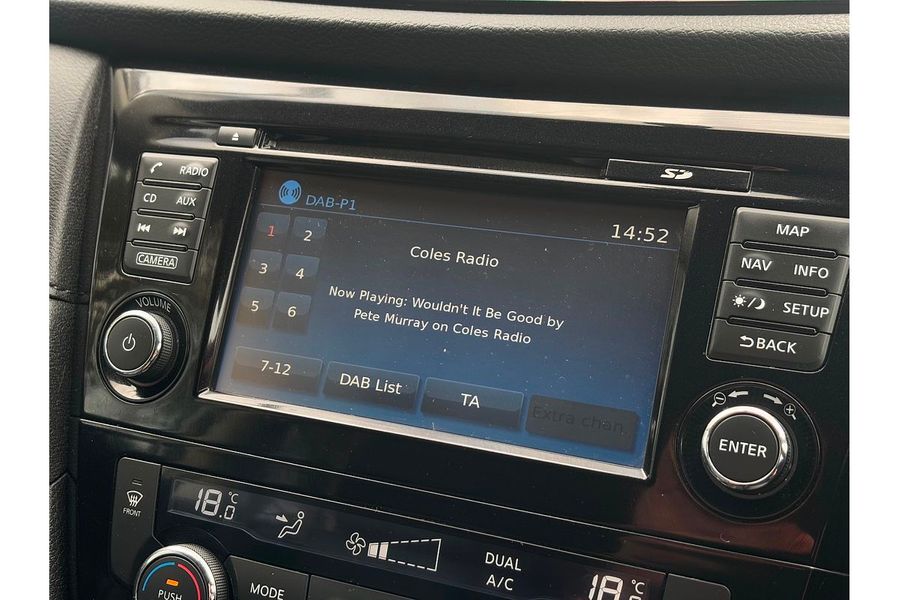 SD
RADIO
CD AUX
CAMERA
VOLUME
DAB-P1
14:52
1 2
3 4
5 6
Coles Radio
Now Playing: Wouldn't It Be Good by
Pete Murray on Coles Radio
7-12 DAB List TA Extra chan.
MAP
NAV INFO
SETUP
BACK
ENTER
FRONT
18.0°C
DUAL
A/C
18 °C
PUSH
MODE